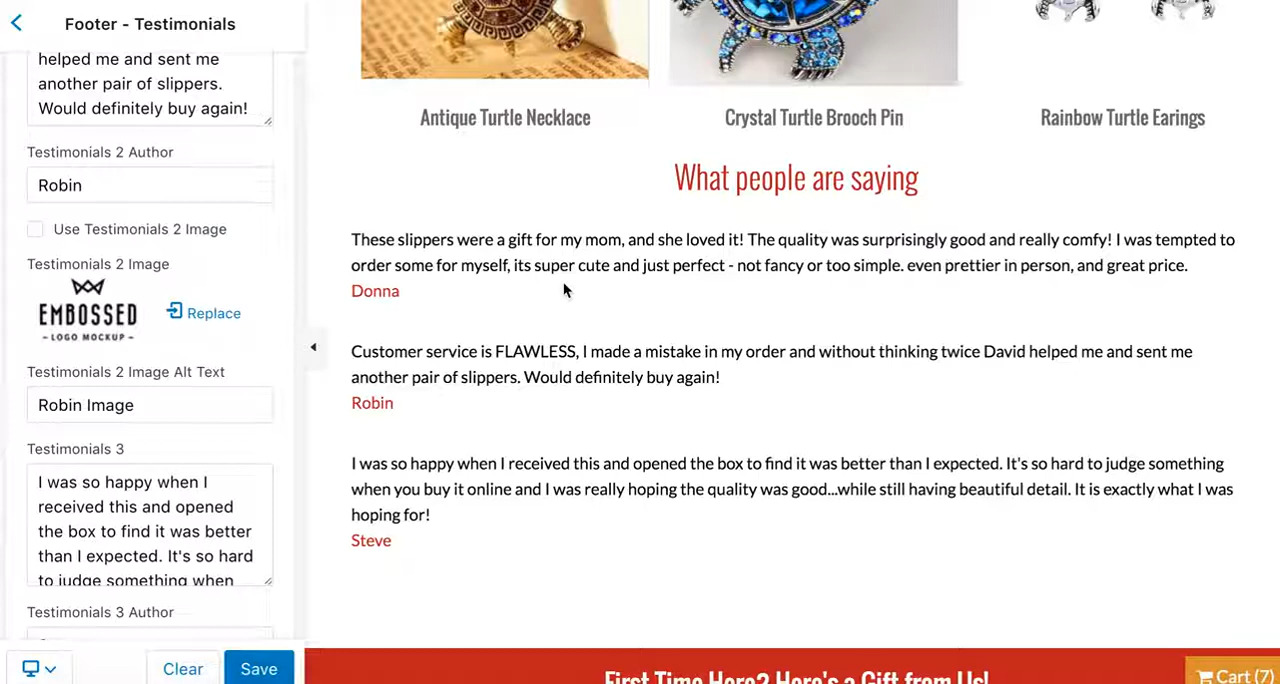 Footer - Testimonials
helped me and sent me
another pair of slippers.
Would definitely buy again!
Testimonials 2 Author
Robin
Use Testimonials 2 Image
Testimonials 2 Image
EMBOSSED
- LOGO MOCKUP -
Replace
Testimonials 2 Image Alt Text
Robin Image
Testimonials 3
I was so happy when I
received this and opened
the box to find it was better
than I expected. It's so hard
to judge something when
Testimonials 3 Author
Clear
Save
Antique Turtle Necklace
Crystal Turtle Brooch Pin
Rainbow Turtle Earings
What people are saying
These slippers were a gift for my mom, and she loved it! The quality was surprisingly good and really comfy! I was tempted to
order some for myself, its super cute and just perfect - not fancy or too simple. even prettier in person, and great price.
Donna
Customer service is FLAWLESS, I made a mistake in my order and without thinking twice David helped me and sent me
another pair of slippers. Would definitely buy again!
Robin
I was so happy when I received this and opened the box to find it was better than I expected. It's so hard to judge something
when you buy it online and I was really hoping the quality was good...while still having beautiful detail. It is exactly what I was
hoping for!
Steve
First Time Here? Here's a Gift from Us!
Cart (7)